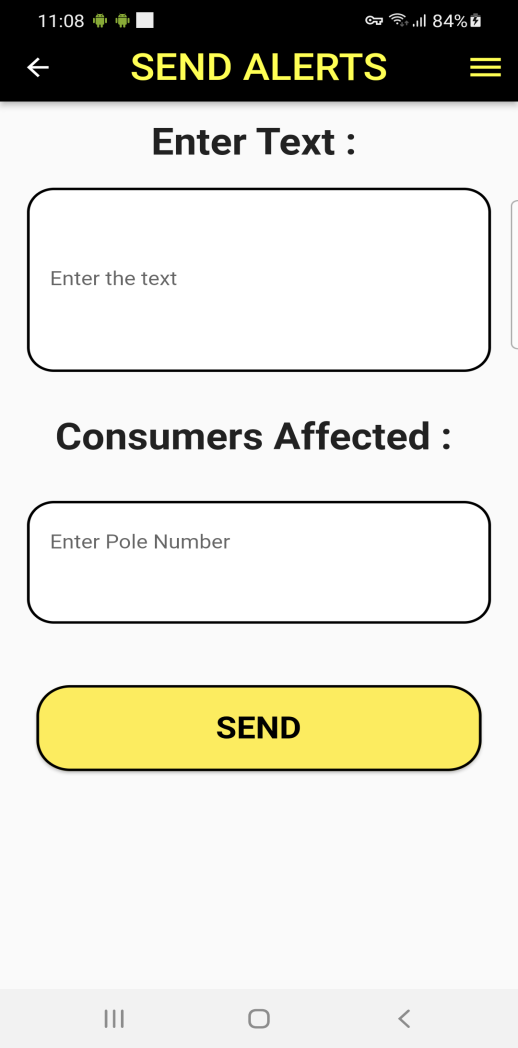 11:08 84%
SEND ALERTS
Enter Text :
Enter the text
Consumers Affected :
Enter Pole Number
SEND